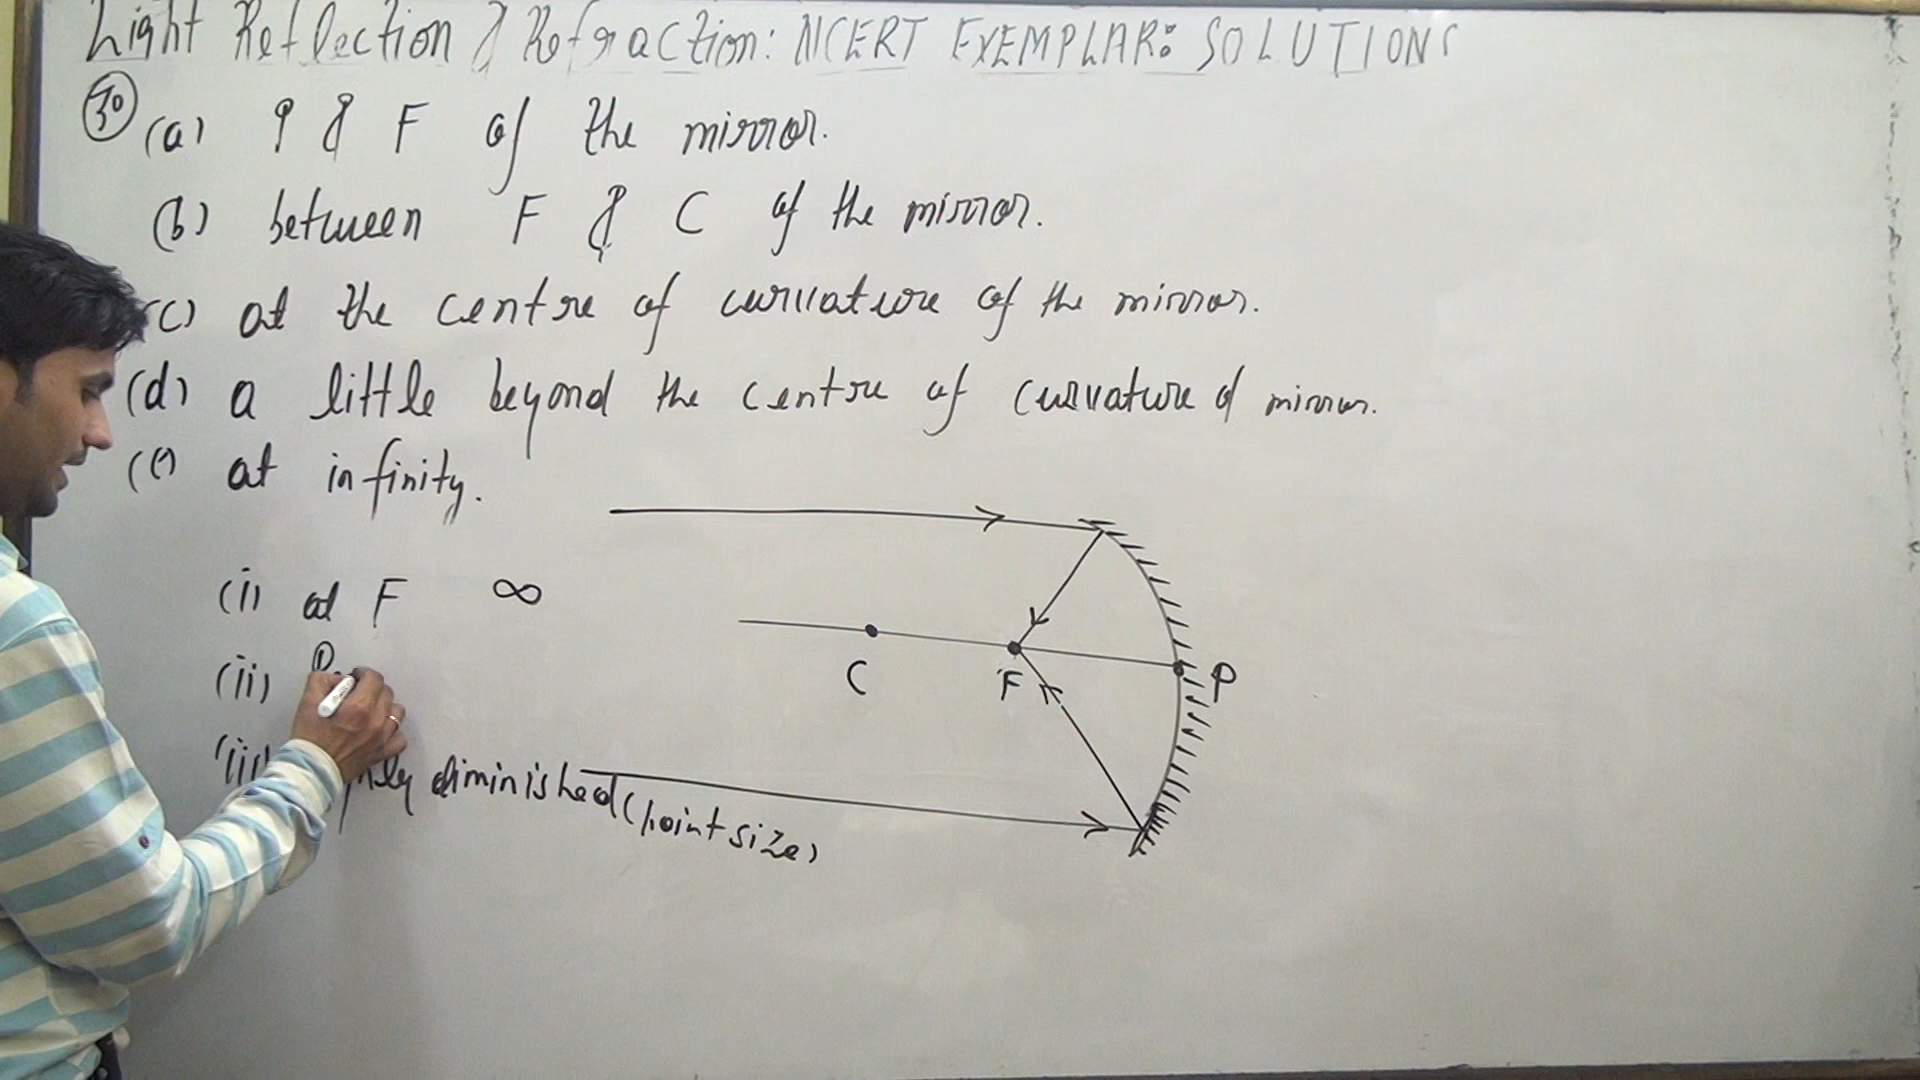 Light Reflection & Refraction: NCERT EXEMPLAR: SOLUTIONS
30
(a) P & F of the mirror.
(b) between F & C of the mirror.
(c) at the centre of curvature of the mirror.
(d) a little beyond the centre of curvature of mirror.
(e) at infinity.
(i) at F ∞
(ii)
(iii) diminished (point size)
C
F
P